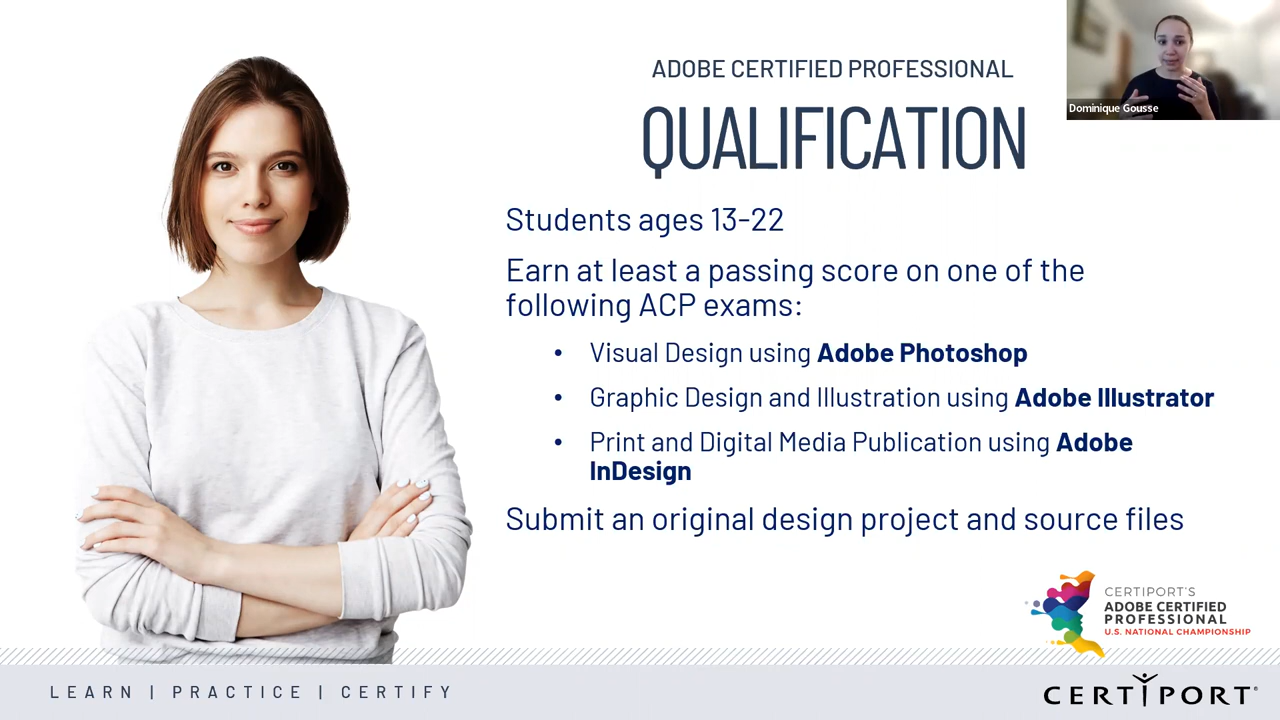 ADOBE CERTIFIED PROFESSIONAL
QUALIFICATION
Dominique Gousse
Students ages 13-22
Earn at least a passing score on one of the
following ACP exams:
• Visual Design using Adobe Photoshop
• Graphic Design and Illustration using Adobe Illustrator
• Print and Digital Media Publication using Adobe
InDesign
Submit an original design project and source files
CERTIPORT'S
ADOBE CERTIFIED
PROFESSIONAL
U.S. NATIONAL CHAMPIONSHIP
LEARN | PRACTICE | CERTIFY
CERTIPORT®